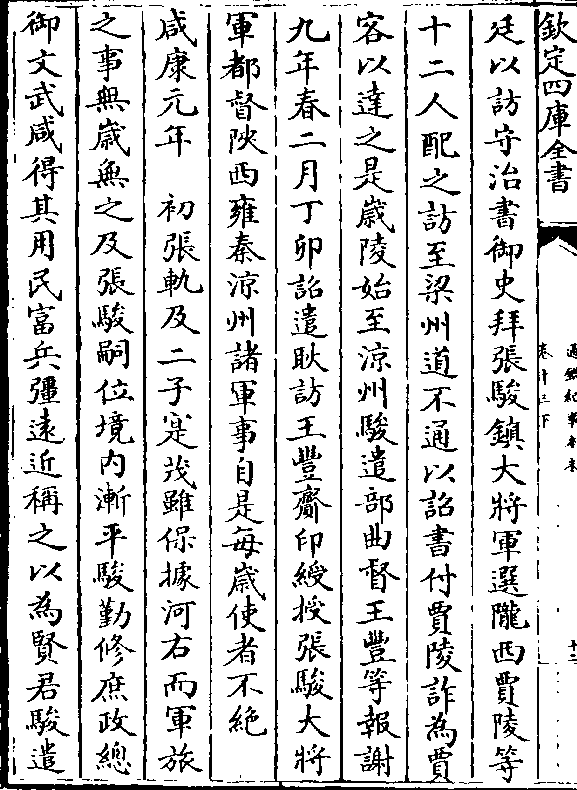 欽定四庫全書
通鑑紀事本末
卷十三下
十二
廷以訪守治書御史拜張駿鎮大將軍選隴西賈陵等
十二人配之訪至梁州道不通以詔書付賈陵詐為賈
客以達之是歲陵始至涼州駿遣部曲督王豐等報謝
九年春二月丁卯詔遣耿訪王豐齎印綬授張駿大將
軍都督陜西雍秦涼州諸軍事自是每歲使者不絶
咸康元年　初張軌及二子寔茂雖保據河右而軍旅
之事無歲無之及張駿嗣位境内漸平駿勤修庶政總
御文武咸得其用民富兵彊遠近稱之以為賢君駿遣